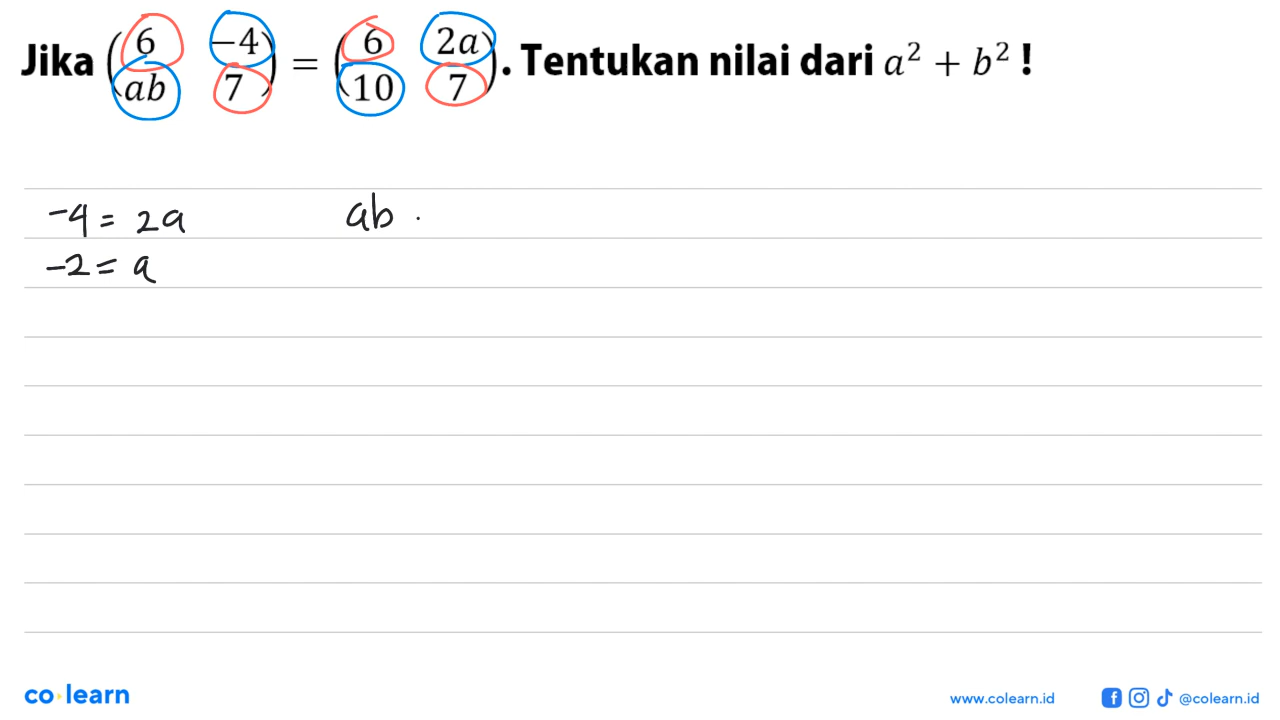 Jika (6 -4 ab 7) = (6 2a 10 7). Tentukan nilai dari a² + b² !
-4 = 2a ab .
-2 = a
co·learn www.colearn.id @colearn.id